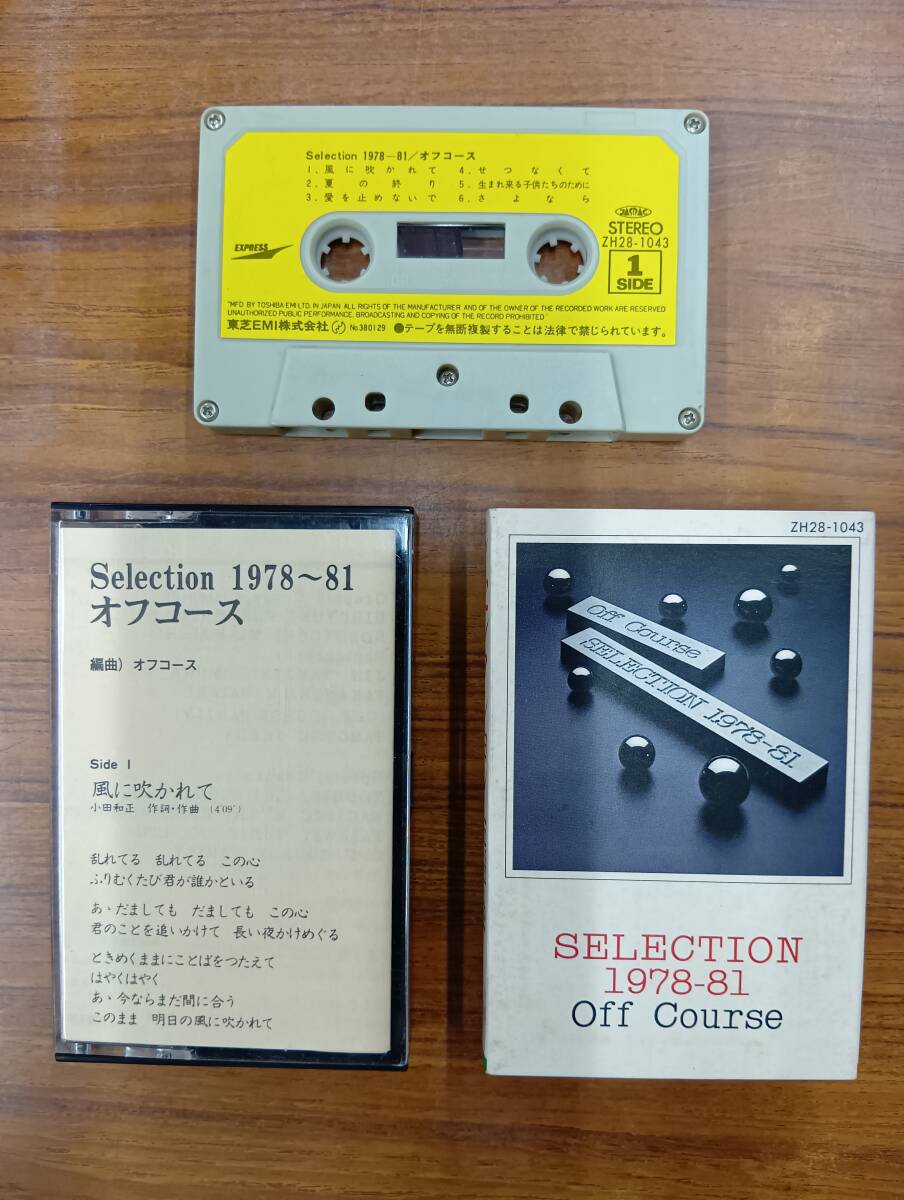 Selection 1978−81/オフコース
1.風に吹かれて 4.せつなくて
2.夏の終り 5.生まれ来る子供たちのために
3.愛を止めないで 6.さよなら
JASRAC
STEREO
ZH28-1043
EXPRESS
1
SIDE
"MFD. BY TOSHIBA-EMI LTD. IN JAPAN ALL RIGHTS OF THE MANUFACTURER AND OF THE OWNER OF THE RECORDED WORK ARE RESERVED
UNAUTHORIZED PUBLIC PERFORMANCE, BROADCASTING AND COPYING OF THE RECORD PROHIBITED"
東芝EMI株式会社 No.380129 ●テープを無断複製することは法律で禁じられています。
Selection 1978〜81
オフコース
編曲) オフコース
Side 1
風に吹かれて
小田和正 作詞・作曲 (4'09")
乱れてる 乱れてる この心
ふりむくたび君が誰かといる
あゝだましても だましても この心
君のことを追いかけて 長い夜かけめぐる
ときめくままにことばをつたえて
はやくはやく
あゝ今ならまだ間に合う
このまま 明日の風に吹かれて
ZH28-1043
Off Course
SELECTION 1978-81
SELECTION
1978-81
Off Course